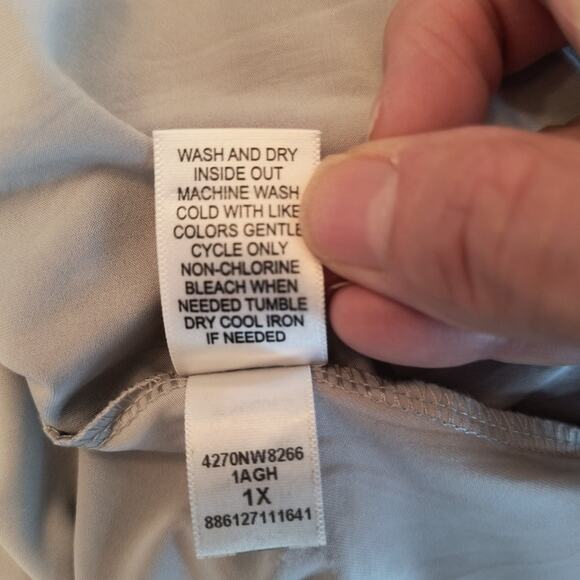 WASH AND DRY
INSIDE OUT
MACHINE WASH
COLD WITH LIKE
COLORS GENTLE
CYCLE ONLY
NON-CHLORINE
BLEACH WHEN
NEEDED TUMBLE
DRY COOL IRON
IF NEEDED
4270NW8266
1AGH
1X
886127111641